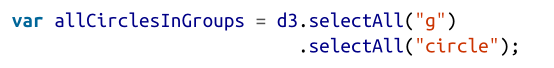 var allCirclesInGroups = d3.selectAll("g")
.selectAll("circle");